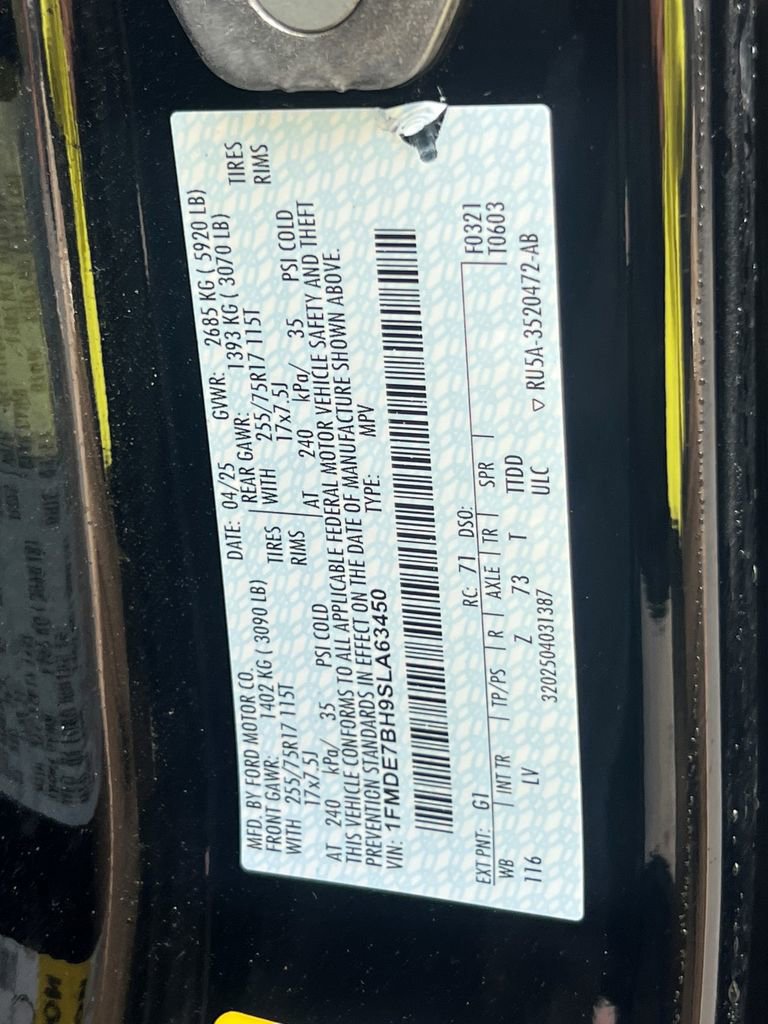 MFD. BY FORD MOTOR CO.
DATE: 04/25 GVWR: 2685 KG ( 5920 LB)
FRONT GAWR: 1402 KG ( 3090 LB)
REAR GAWR: 1393 KG ( 3070 LB)
WITH 255/75R17 115T TIRES
WITH 255/75R17 115T TIRES
17x7.5J RIMS
17x7.5J RIMS
AT 240 kPa/ 35 PSI COLD
AT 240 kPa/ 35 PSI COLD
THIS VEHICLE CONFORMS TO ALL APPLICABLE FEDERAL MOTOR VEHICLE SAFETY AND THEFT
PREVENTION STANDARDS IN EFFECT ON THE DATE OF MANUFACTURE SHOWN ABOVE.
VIN: 1FMDE7BH9SLA63450 TYPE: MPV
EXT PNT: G1 RC: 71 DSO: F0321
WB INT TR TP/PS R AXLE TR SPR T0603
116 LV Z 73 T TTDD
ULC
3202504031387 ▽ RU5A-3520472-AB